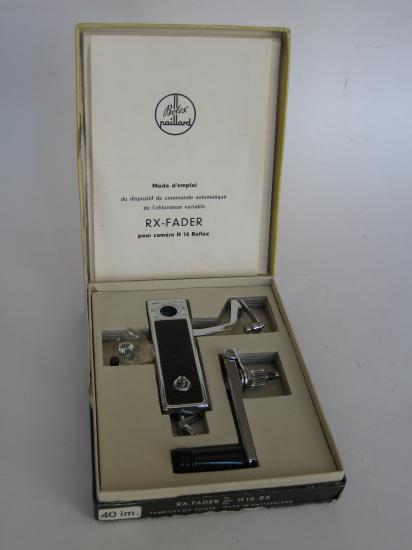 Bolex
paillard
Mode d'emploi
du dispositif de commande automatique
de l'obturateur variable
RX-FADER
pour caméra H 16 Reflex
RX-FADER H 16 RX
40 im.
FABRICATION SUISSE MADE IN SWITZERLAND